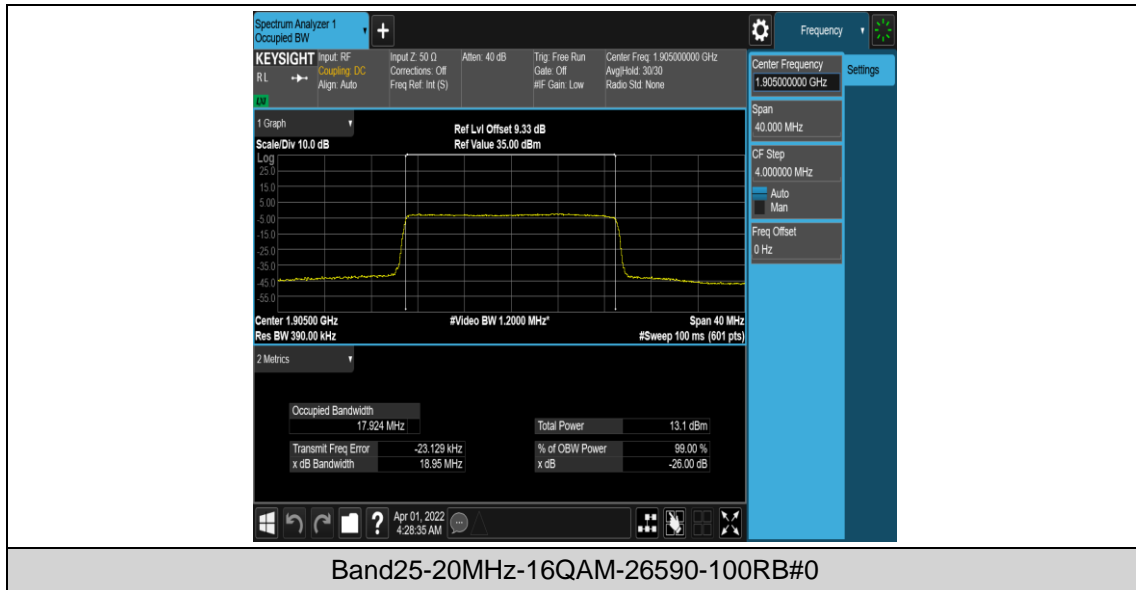 Spectrum Analyzer 1
Occupied BW
+
Frequency
KEYSIGHT
RL
LXI
Input: RF
Coupling: DC
Align: Auto
Input Z: 50 Ω
Corrections: Off
Freq Ref: Int (S)
Atten: 40 dB
Trig: Free Run
Gate: Off
#IF Gain: Low
Center Freq: 1.905000000 GHz
Avg|Hold: 30/30
Radio Std: None
Center Frequency
1.905000000 GHz
Settings
Span
40.000 MHz
CF Step
4.000000 MHz
Auto
Man
Freq Offset
0 Hz
1 Graph
Scale/Div 10.0 dB
Ref Lvl Offset 9.33 dB
Ref Value 35.00 dBm
Log
25.0
15.0
5.00
-5.00
-15.0
-25.0
-35.0
-45.0
-55.0
Center 1.90500 GHz
#Video BW 1.2000 MHz*
Span 40 MHz
Res BW 390.00 kHz
#Sweep 100 ms (601 pts)
2 Metrics
Occupied Bandwidth
17.924 MHz
Total Power 13.1 dBm
Transmit Freq Error -23.129 kHz
% of OBW Power 99.00 %
x dB Bandwidth 18.95 MHz
x dB -26.00 dB
?
Apr 01, 2022
4:28:35 AM
Band25-20MHz-16QAM-26590-100RB#0